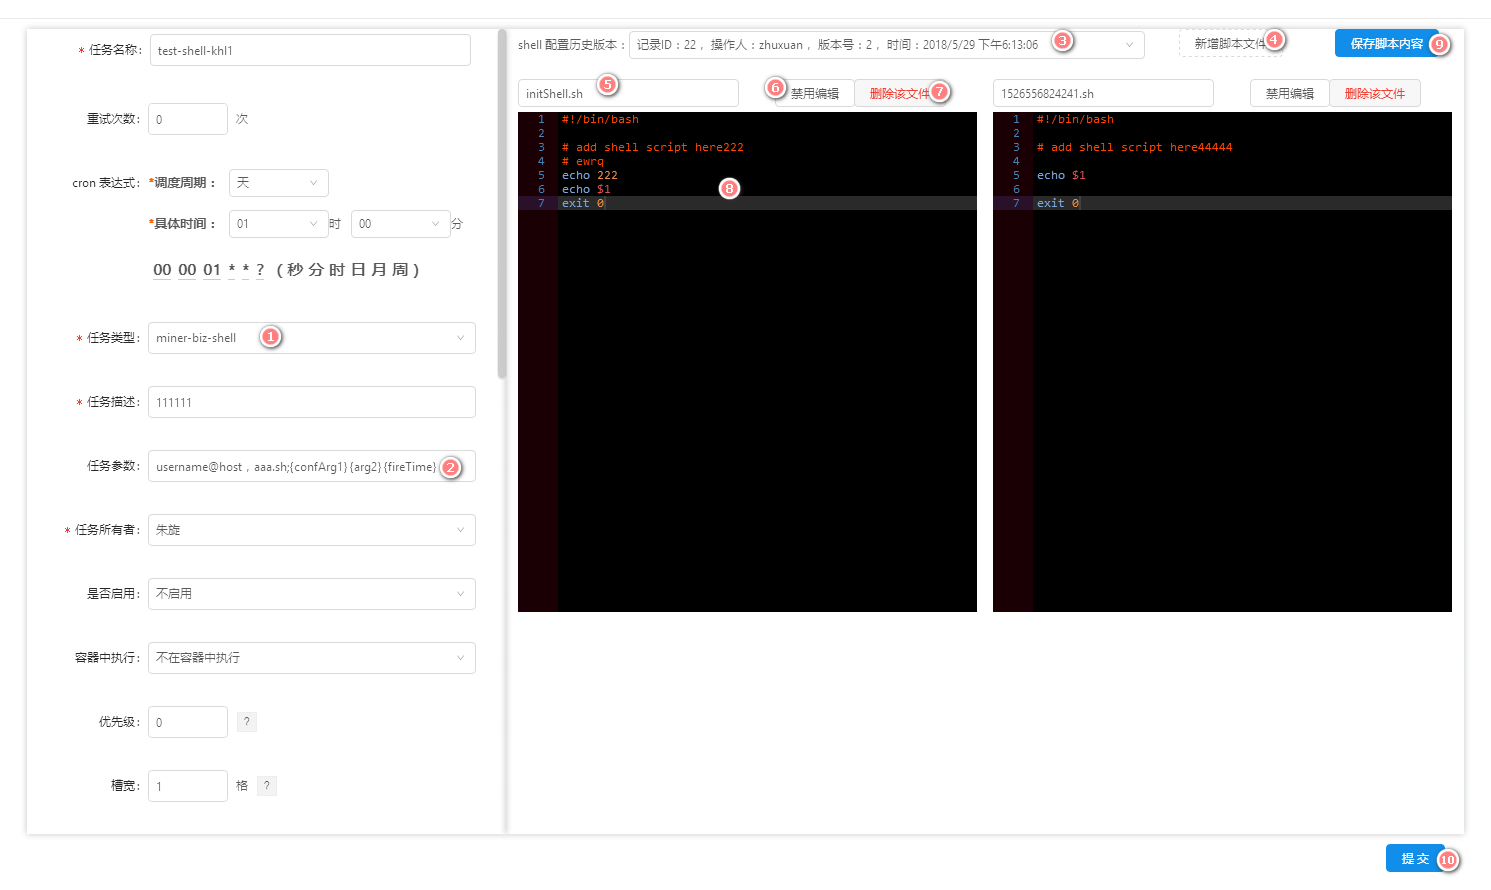 * 任务名称: test-shell-khl1
重试次数: 0 次
cron 表达式: *调度周期： 天
*具体时间： 01 时 00 分
00 00 01 * * ? ( 秒 分 时 日 月 周 )
* 任务类型: miner-biz-shell 1
* 任务描述: 111111
任务参数: username@host，aaa.sh;{confArg1} {arg2} {fireTime} 2
* 任务所有者: 朱旋
是否启用: 不启用
容器中执行: 不在容器中执行
优先级: 0 ?
槽宽: 1 格 ?
shell 配置历史版本： 记录ID：22， 操作人：zhuxuan， 版本号：2， 时间：2018/5/29 下午6:13:06 3
新增脚本文件 4
保存脚本内容 9
initShell.sh 5
6 禁用编辑 删除该文件 7
1 #!/bin/bash
2
3 # add shell script here222
4 # ewrq
5 echo 222
6 echo $1
7 exit 0
8
1526556824241.sh
禁用编辑 删除该文件
1 #!/bin/bash
2
3 # add shell script here44444
4
5 echo $1
6
7 exit 0
提 交 10